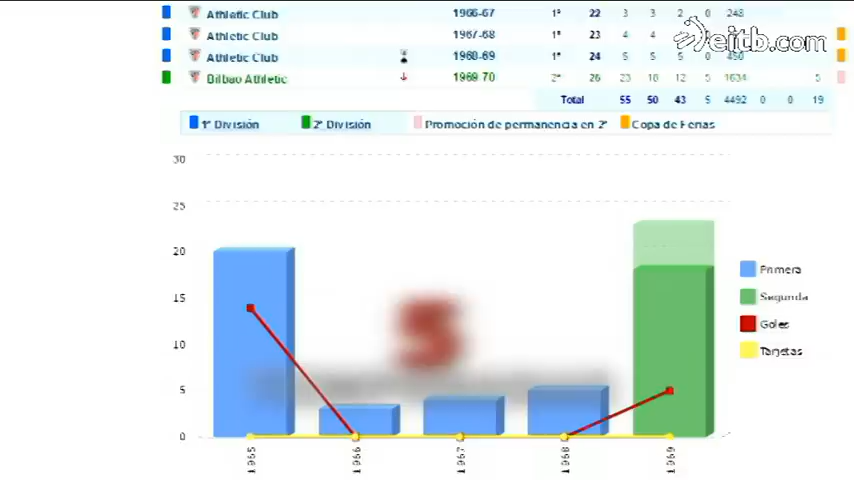 Athletic Club 1966-67 1ª 22 3 3 2 0 248
Athletic Club 1967-68 1ª 23 4 4
eitb.com
Athletic Club 1968-69 1ª 24 5 5 5 0 450
Bilbao Athletic 1969-70 2ª 26 23 18 12 5 1634 5
Total 55 50 43 5 4492 0 0 19
1ª División 2ª División Promoción de permanencia en 2ª Copa de Ferias
30
25
20
15
10
5
0
5
1965 1966 1967 1968 1969
Primera
Segunda
Goles
Tarjetas